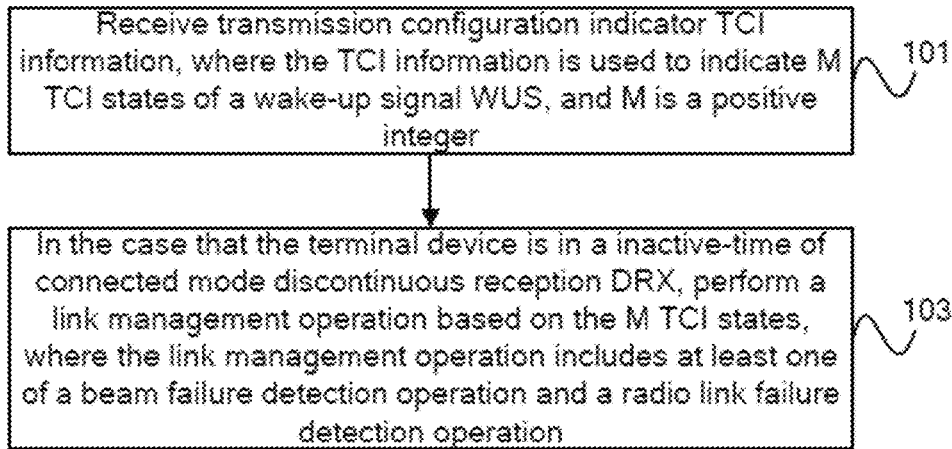 Receive transmission configuration indicator TCI
information, where the TCI information is used to indicate M
TCI states of a wake-up signal WUS, and M is a positive
integer
101
In the case that the terminal device is in a inactive-time of
connected mode discontinuous reception DRX, perform a
link management operation based on the M TCI states,
where the link management operation includes at least one
of a beam failure detection operation and a radio link failure
detection operation
103